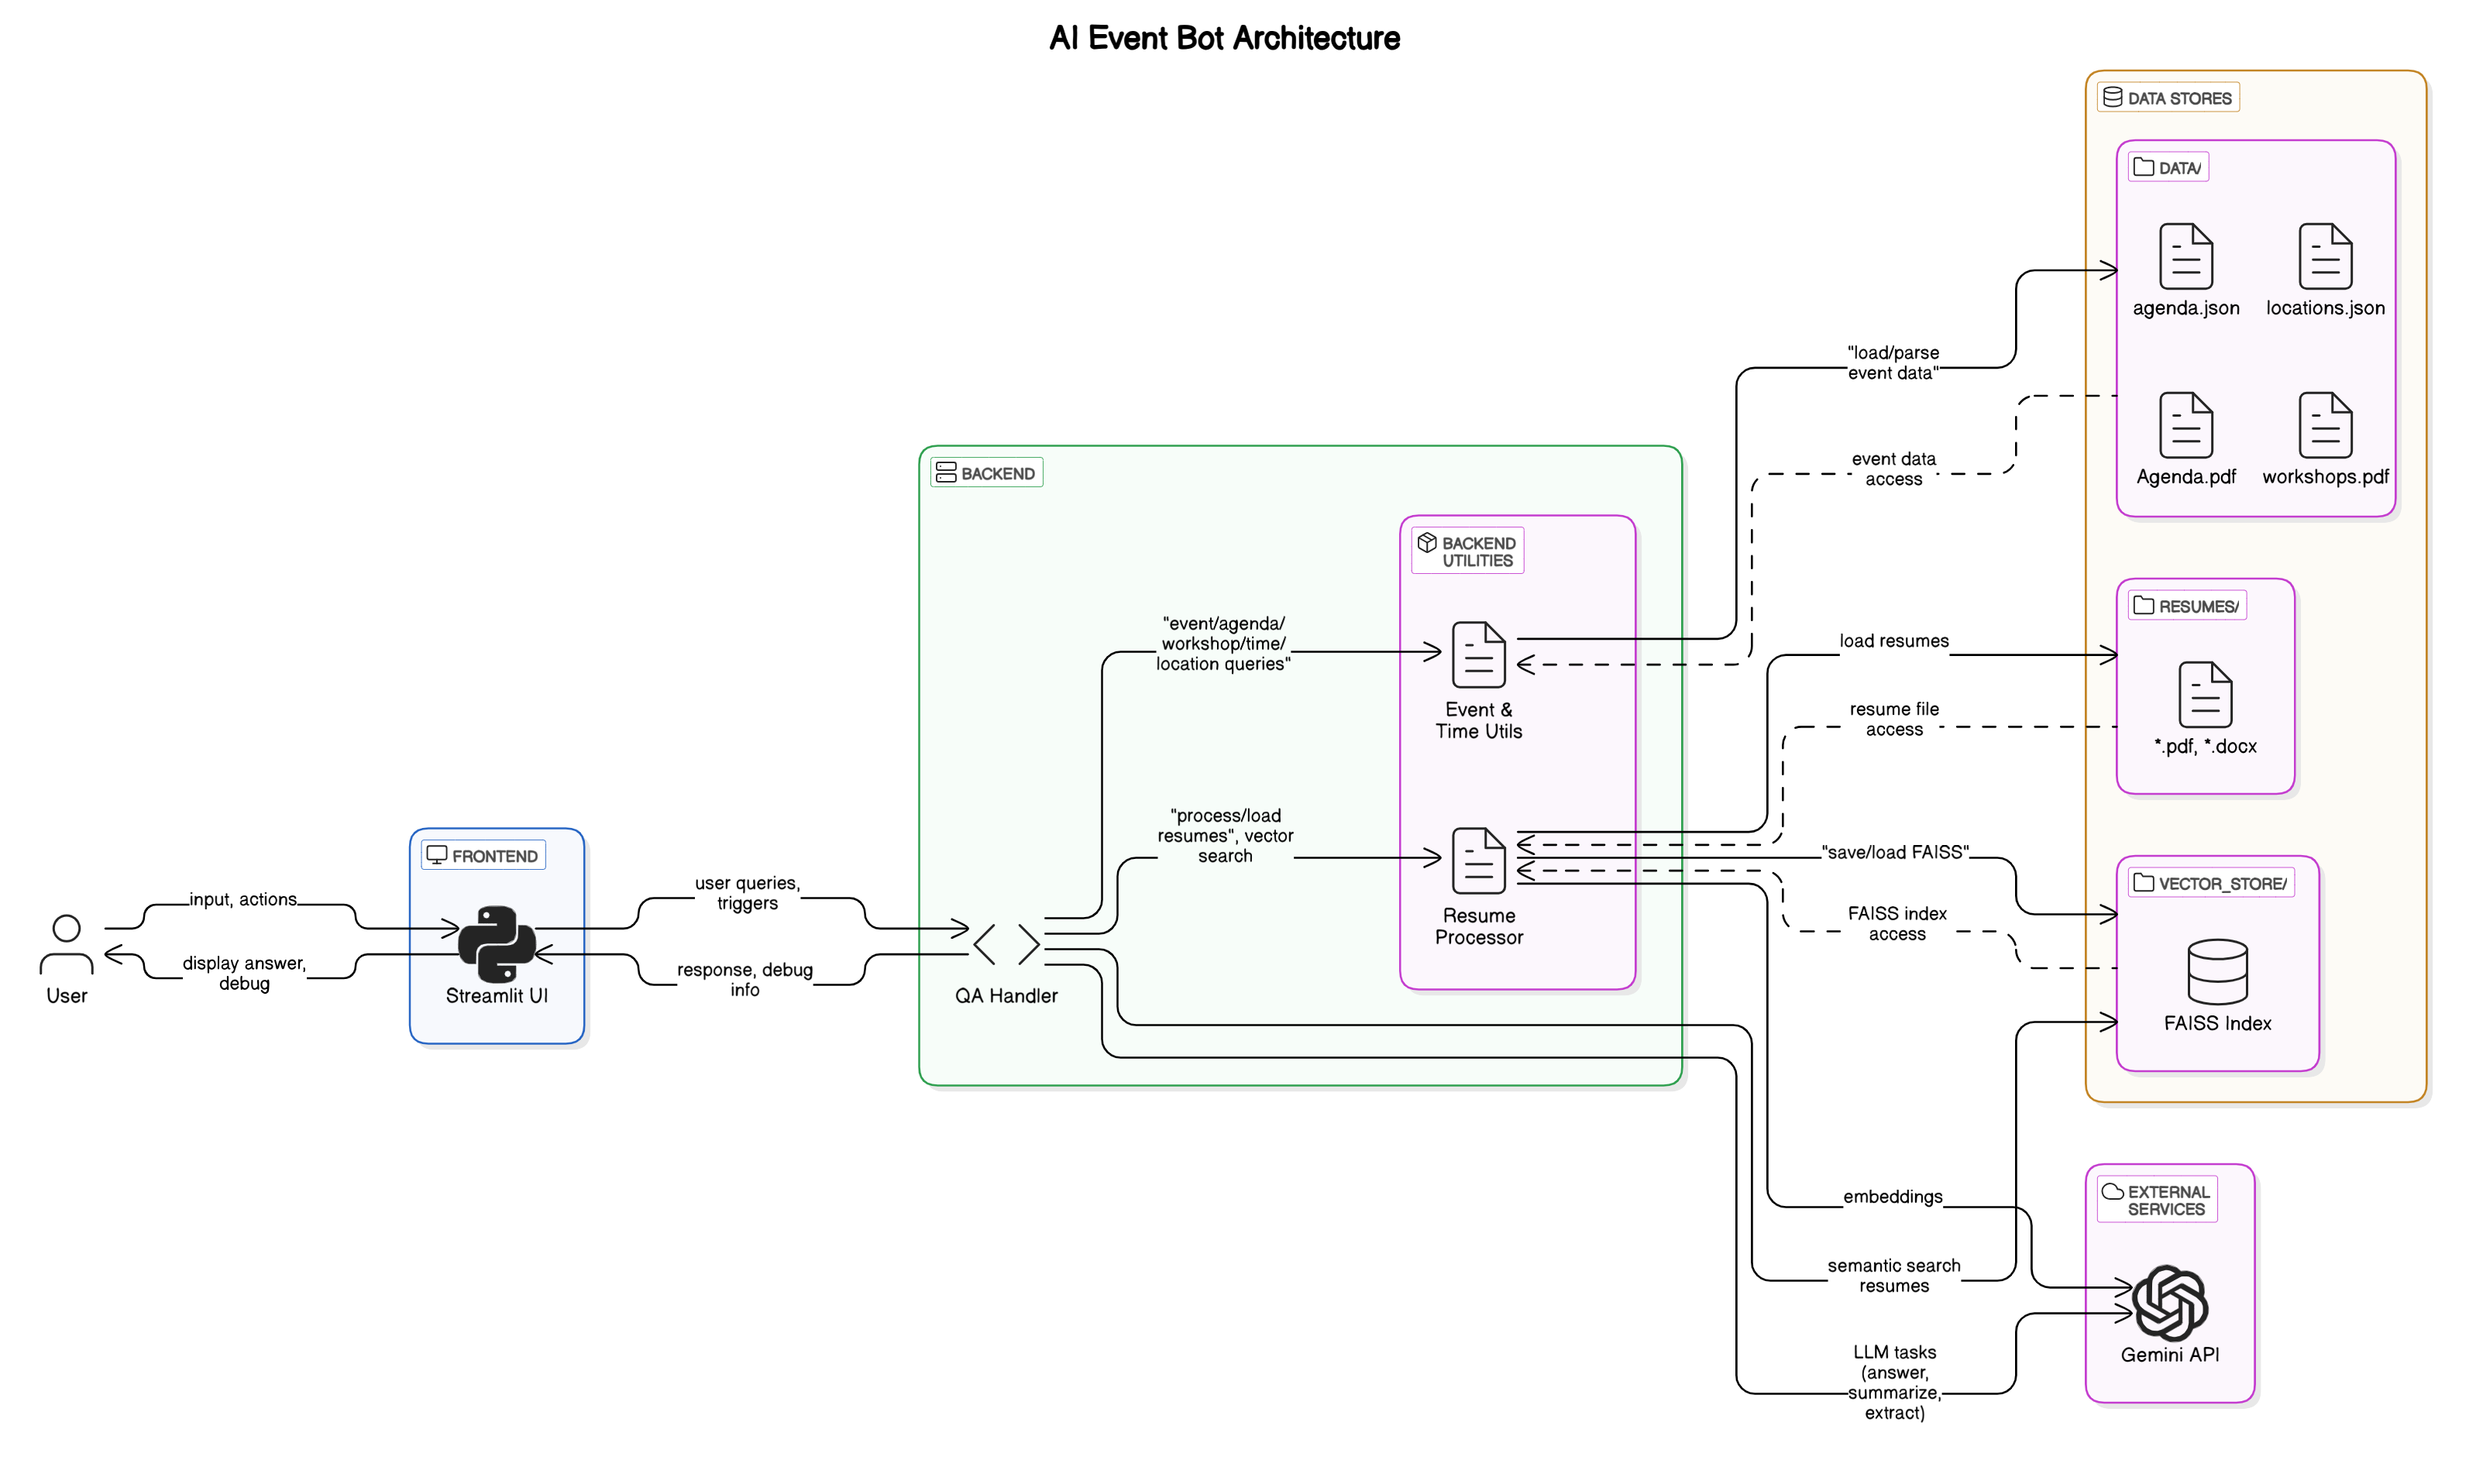 AI Event Bot Architecture
DATA STORES
DATA/
agenda.json
locations.json
Agenda.pdf
workshops.pdf
"load/parse
event data"
event data
access
BACKEND
BACKEND
UTILITIES
"event/agenda/
workshop/time/
location queries"
Event &
Time Utils
RESUMES/
load resumes
resume file
access
*.pdf, *.docx
"process/load
resumes", vector
search
Resume
Processor
"save/load FAISS"
VECTOR_STORE/
FAISS index
access
FAISS Index
FRONTEND
input, actions
display answer,
debug
User
Streamlit UI
user queries,
triggers
response, debug
info
QA Handler
embeddings
EXTERNAL
SERVICES
semantic search
resumes
LLM tasks
(answer,
summarize,
extract)
Gemini API